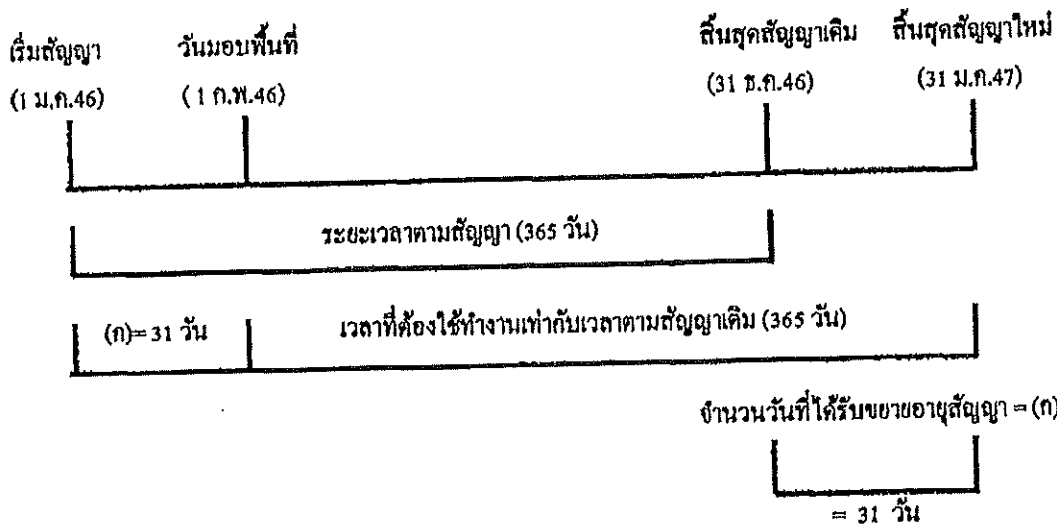 เริ่มสัญญา วันมอบพื้นที่ สิ้นสุดสัญญาเดิม สิ้นสุดสัญญาใหม่
(1 ม.ค.46) ( 1 ก.พ.46) (31 ธ.ค.46) (31 ม.ค.47)
ระยะเวลาตามสัญญา (365 วัน)
(ก)= 31 วัน เวลาที่ต้องใช้ทำงานเท่ากับเวลาตามสัญญาเดิม (365 วัน)
จำนวนวันที่ได้รับขยายอายุสัญญา = (ก)
= 31 วัน